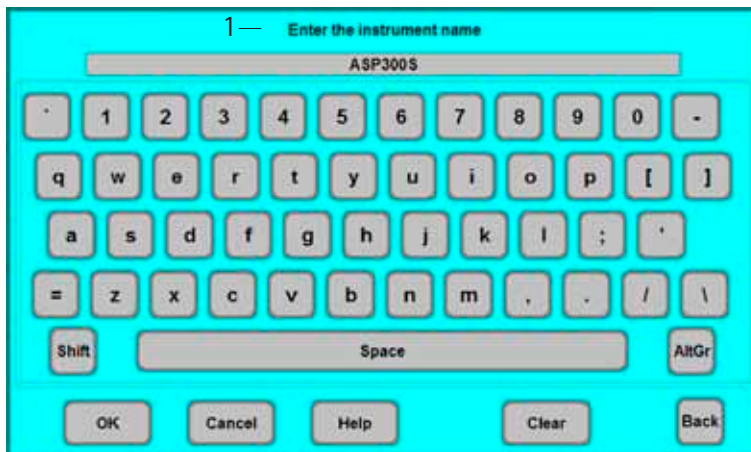 1— Enter the instrument name
ASP300S
` 1 2 3 4 5 6 7 8 9 0 -
q w e r t y u i o p [ ]
a s d f g h j k l ; '
= z x c v b n m , . / \
Shift Space AltGr
OK Cancel Help Clear Back